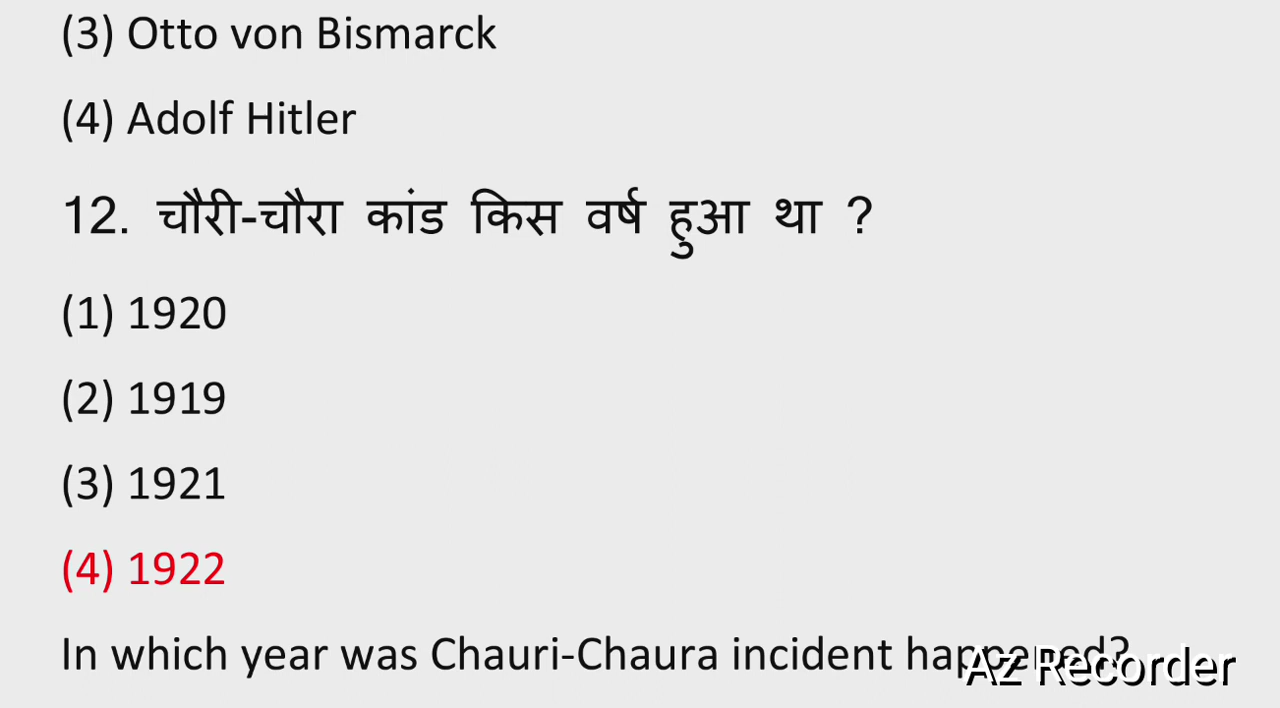 (3) Otto von Bismarck
(4) Adolf Hitler
12. चौरी-चौरा कांड किस वर्ष हुआ था ?
(1) 1920
(2) 1919
(3) 1921
(4) 1922
In which year was Chauri-Chaura incident happened?
Az Recorder